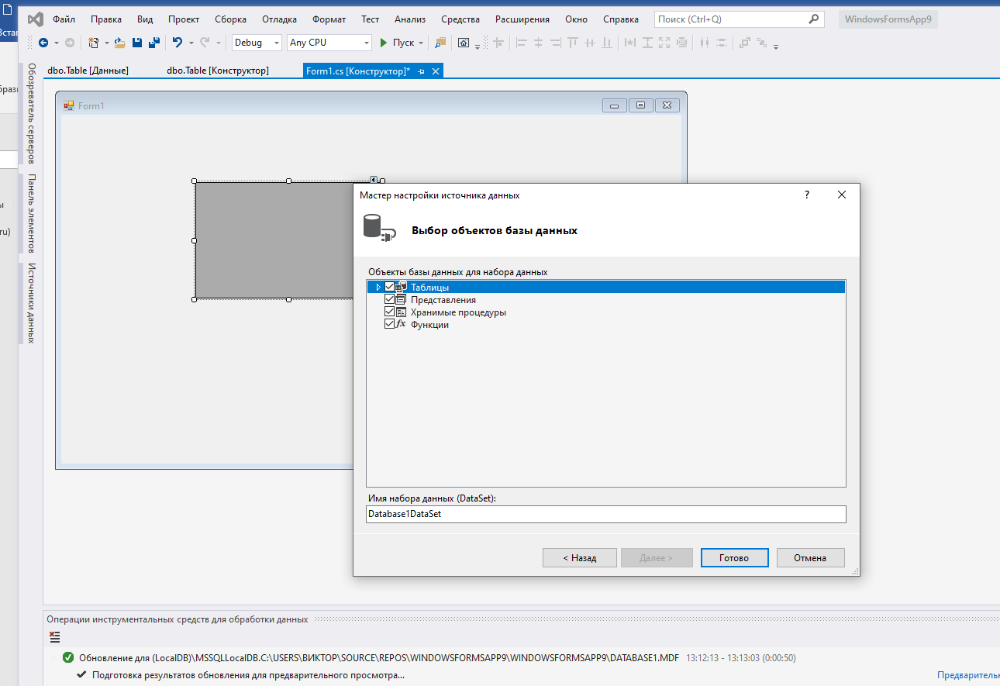 Файл Правка Вид Проект Сборка Отладка Формат Тест Анализ Средства Расширения Окно Справка Поиск (Ctrl+Q) WindowsFormsApp9
Debug Any CPU Пуск
dbo.Table [Данные] dbo.Table [Конструктор] Form1.cs [Конструктор]*
Обозреватель серверов
Панель элементов
Источники данных
ru)
Form1
Мастер настройки источника данных ?
Выбор объектов базы данных
Объекты базы данных для набора данных
Таблицы
Представления
Хранимые процедуры
fx Функции
Имя набора данных (DataSet):
Database1DataSet
< Назад Далее > Готово Отмена
Операции инструментальных средств для обработки данных
Обновление для (LocalDB)\MSSQLLocalDB.C:\USERS\ВИКТОР\SOURCE\REPOS\WINDOWSFORMSAPP9\WINDOWSFORMSAPP9\DATABASE1.MDF 13:12:13 - 13:13:03 (0:00:50)
Подготовка результатов обновления для предварительного просмотра... Предваритель